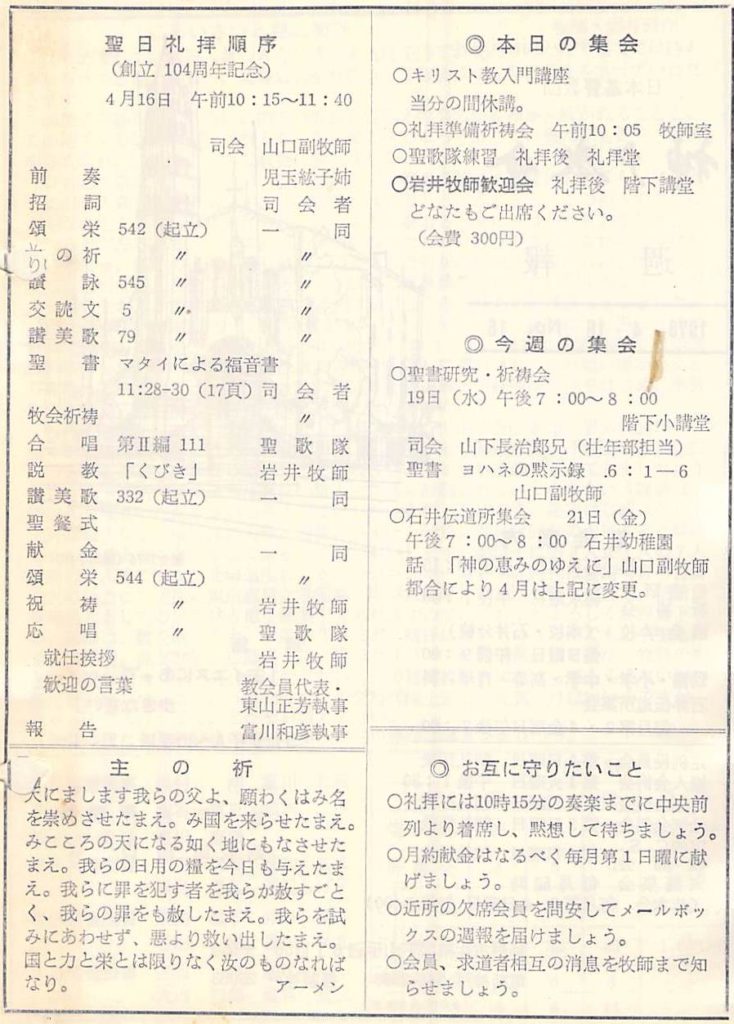 聖日礼拝順序
(創立 104周年記念)
4月16日 午前10:15〜11:40
司会 山口副牧師
前奏 児玉絃子姉
招詞 司会者
頌栄 542 (起立) 一同
の祈 〃 〃
讃詠 545 〃 〃
交読文 5 〃 〃
讃美歌 79 〃 〃
聖書 マタイによる福音書
11:28-30 (17頁) 司会者
牧会祈祷 〃
合唱 第Ⅱ編 111 聖歌隊
説教 「くびき」 岩井牧師
讃美歌 332 (起立) 一同
聖餐式
献金 一同
頌栄 544 (起立) 〃
祝祷 〃 岩井牧師
応唱 〃 聖歌隊
就任挨拶 岩井牧師
歓迎の言葉 教会員代表・
東山正芳執事
報告 富川和彦執事
主の祈
天にまします我らの父よ、願わくはみ名
を崇めさせたまえ。み国を来らせたまえ。
みこころの天になる如く地にもなさせた
まえ。我らの日用の糧を今日も与えたま
え。我らに罪を犯す者を我らが赦すごと
く、我らの罪をも赦したまえ。我らを試
みにあわせず、悪より救い出したまえ。
国と力と栄とは限りなく汝のものなれば
なり。 アーメン
◎ 本日の集会
○キリスト教入門講座
当分の間休講。
○礼拝準備祈祷会 午前10:05 牧師室
○聖歌隊練習 礼拝後 礼拝堂
○岩井牧師歓迎会 礼拝後 階下講堂
どなたもご出席ください。
(会費 300円)
◎ 今週の集会
○聖書研究・祈祷会
19日 (水) 午後7:00〜8:00
階下小講堂
司会 山下長治郎兄 (壮年部担当)
聖書 ヨハネの黙示録 .6:1―6
山口副牧師
○石井伝道所集会 21日 (金)
午後7:00〜8:00 石井幼稚園
話 「神の恵みのゆえに」山口副牧師
都合により4月は上記に変更。
◎ お互に守りたいこと
○礼拝には10時15分の奏楽までに中央前
列より着席し、黙想して待ちましょう。
○月約献金はなるべく毎月第1日曜に献
げましょう。
○近所の欠席会員を問安してメールボッ
クスの週報を届けましょう。
○会員、求道者相互の消息を牧師まで知
らせましょう。